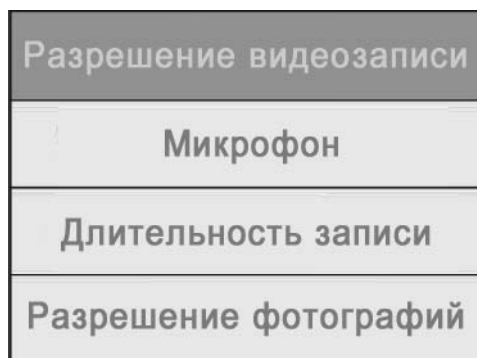 Разрешение видеозаписи
Микрофон
Длительность записи
Разрешение фотографий